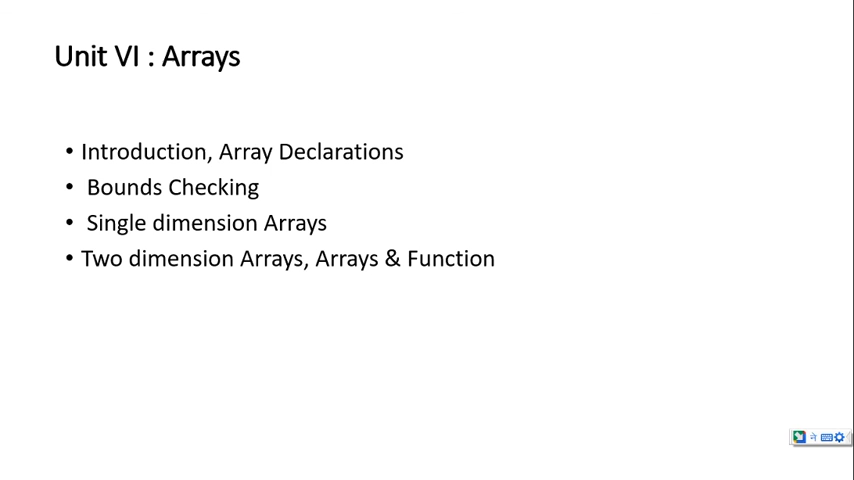 Unit VI : Arrays
• Introduction, Array Declarations
• Bounds Checking
• Single dimension Arrays
• Two dimension Arrays, Arrays & Function